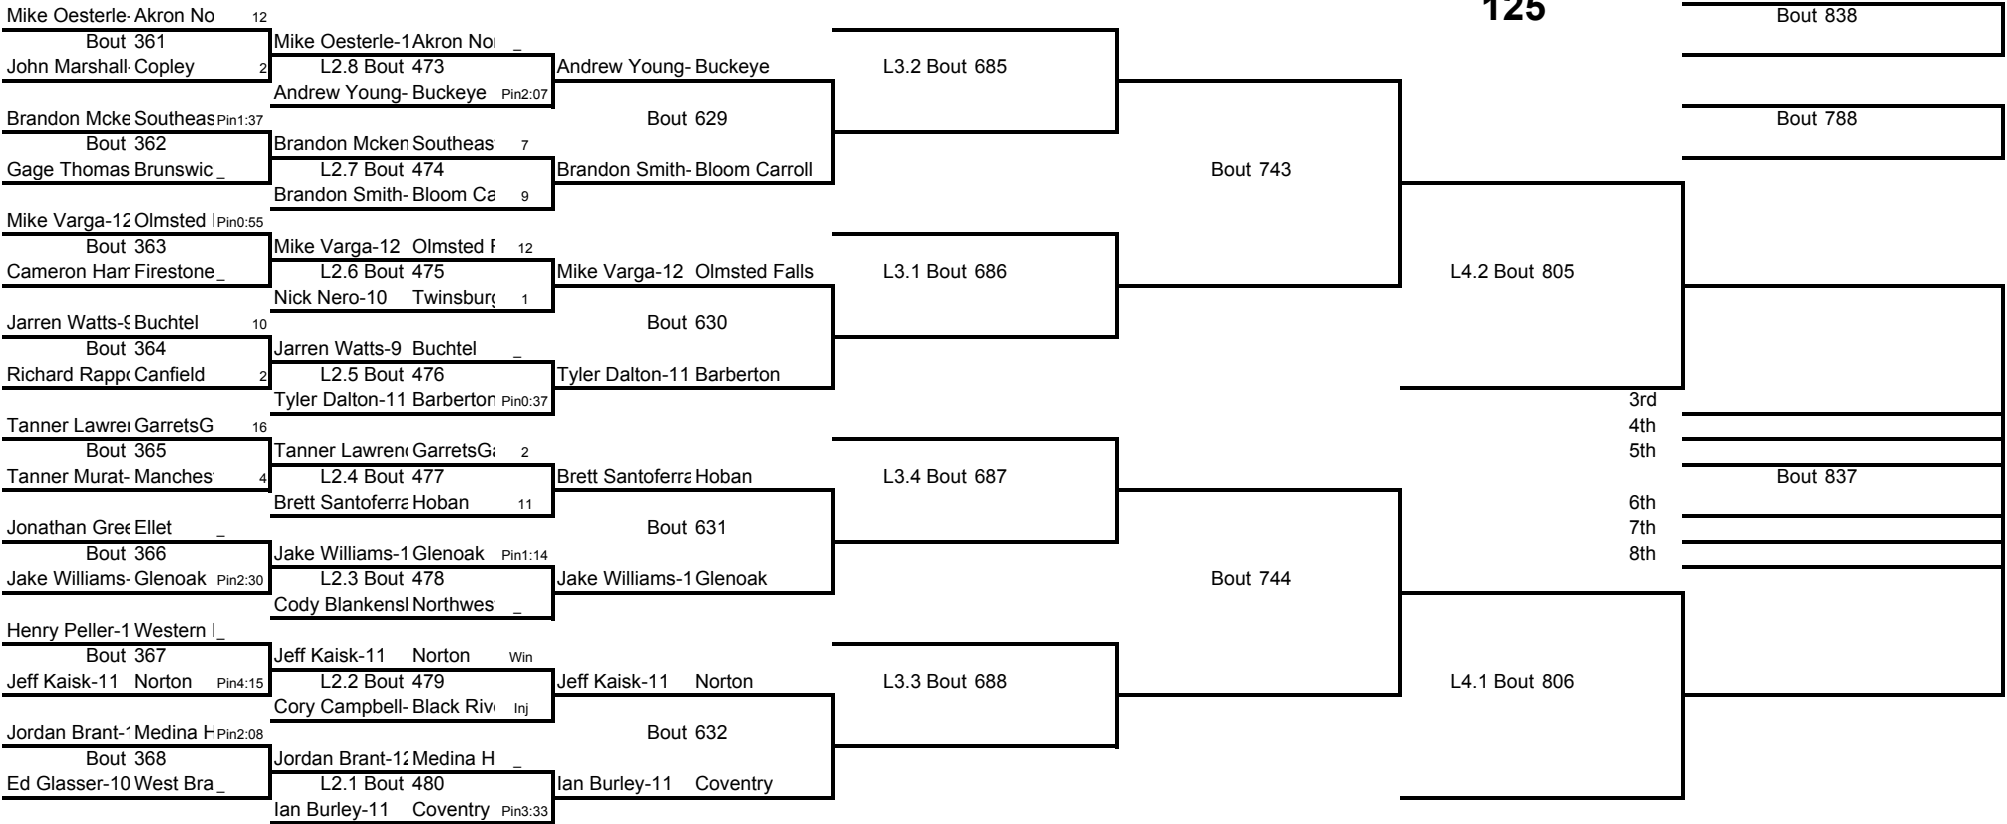 125
Mike Oesterle- Akron No 12
Bout 838
Bout 361 Mike Oesterle-1 Akron No _
John Marshall- Copley 2 L2.8 Bout 473 Andrew Young- Buckeye L3.2 Bout 685
Andrew Young- Buckeye Pin2:07
Brandon Mcke Southeas Pin1:37 Bout 629 Bout 788
Bout 362 Brandon Mcken Southeas 7
Gage Thomas Brunswic _ L2.7 Bout 474 Brandon Smith- Bloom Carroll Bout 743
Brandon Smith- Bloom Ca 9
Mike Varga-12 Olmsted Pin0:55
Bout 363 Mike Varga-12 Olmsted F 12
Cameron Ham Firestone _ L2.6 Bout 475 Mike Varga-12 Olmsted Falls L3.1 Bout 686 L4.2 Bout 805
Nick Nero-10 Twinsburg 1
Jarren Watts-9 Buchtel 10 Bout 630
Bout 364 Jarren Watts-9 Buchtel _
Richard Rappo Canfield 2 L2.5 Bout 476 Tyler Dalton-11 Barberton
Tyler Dalton-11 Barberton Pin0:37 3rd
Tanner Lawre GarretsG 16 4th
Bout 365 Tanner Lawren GarretsGa 2 5th
Tanner Murat- Manches 4 L2.4 Bout 477 Brett Santoferra Hoban L3.4 Bout 687 Bout 837
Brett Santoferra Hoban 11 6th
Jonathan Gree Ellet _ Bout 631 7th
Bout 366 Jake Williams-1 Glenoak Pin1:14 8th
Jake Williams- Glenoak Pin2:30 L2.3 Bout 478 Jake Williams-1 Glenoak Bout 744
Cody Blankensl Northwes _
Henry Peller-1 Western _
Bout 367 Jeff Kaisk-11 Norton Win
Jeff Kaisk-11 Norton Pin4:15 L2.2 Bout 479 Jeff Kaisk-11 Norton L3.3 Bout 688 L4.1 Bout 806
Cory Campbell- Black Riv Inj
Jordan Brant-1 Medina H Pin2:08 Bout 632
Bout 368 Jordan Brant-12 Medina H _
Ed Glasser-10 West Bra _ L2.1 Bout 480 Ian Burley-11 Coventry
Ian Burley-11 Coventry Pin3:33